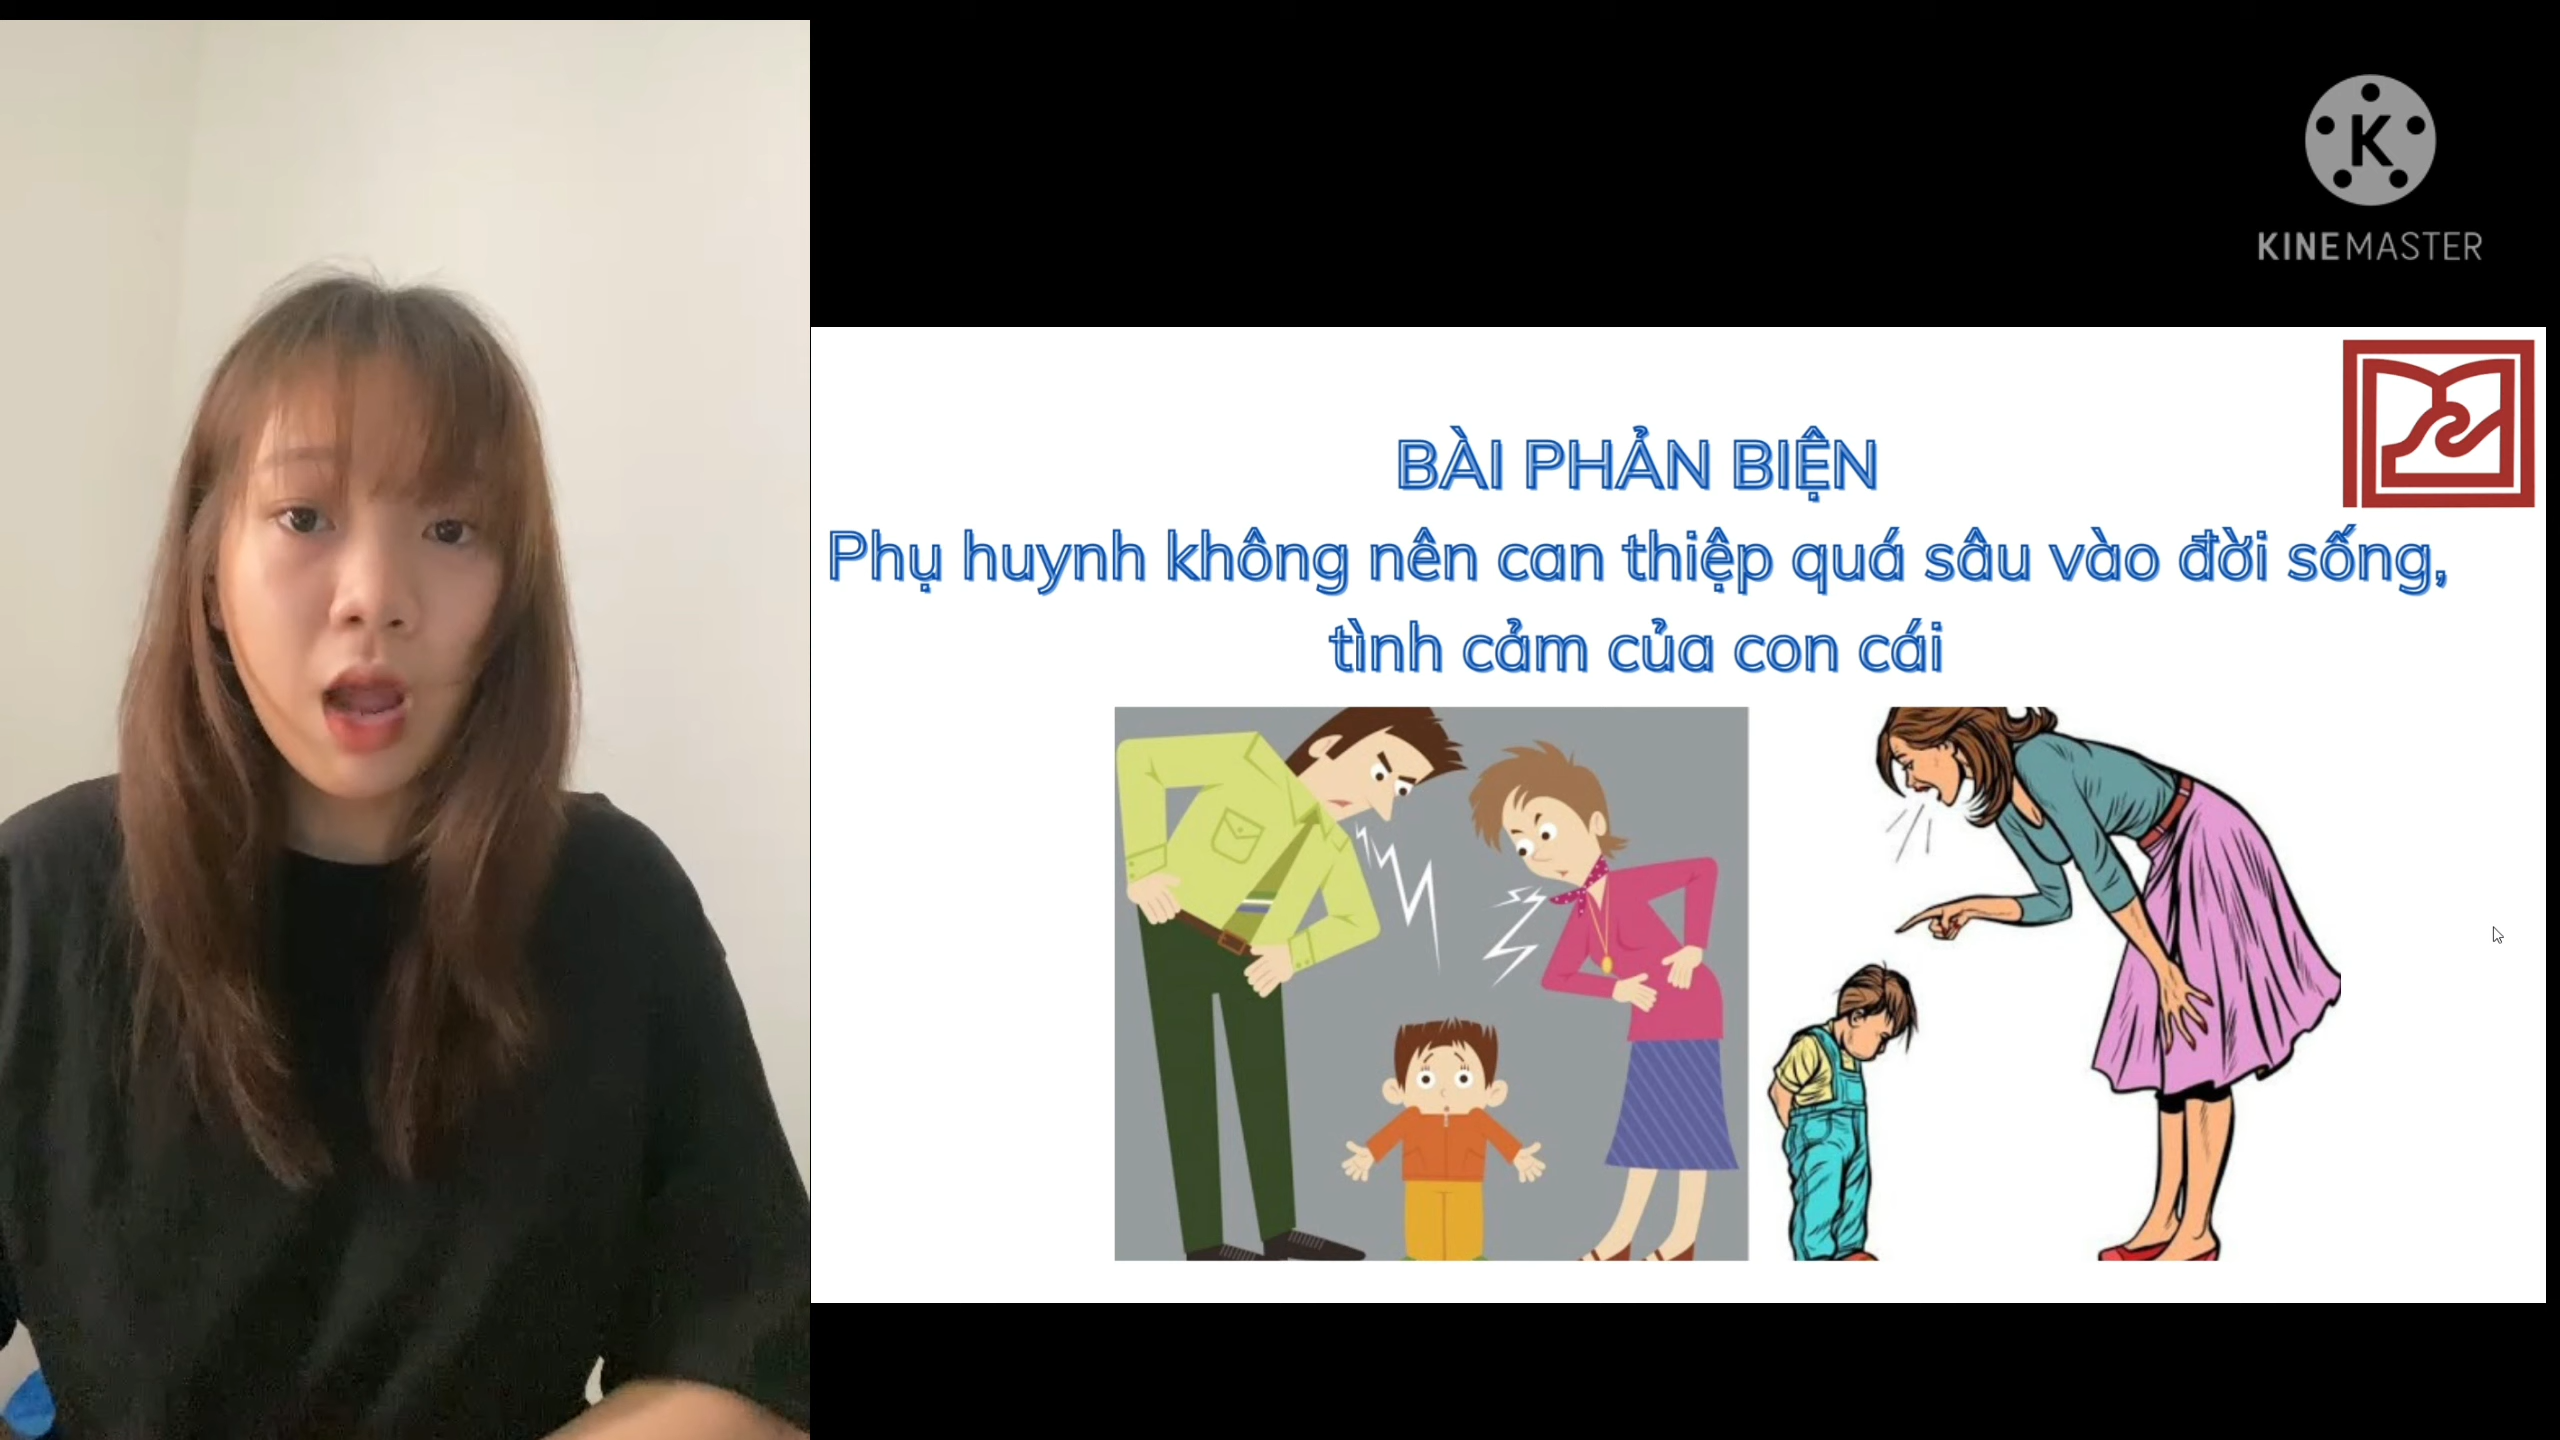 K
KINEMASTER
BÀI PHẢN BIỆN
Phụ huynh không nên can thiệp quá sâu vào đời sống,
tình cảm của con cái